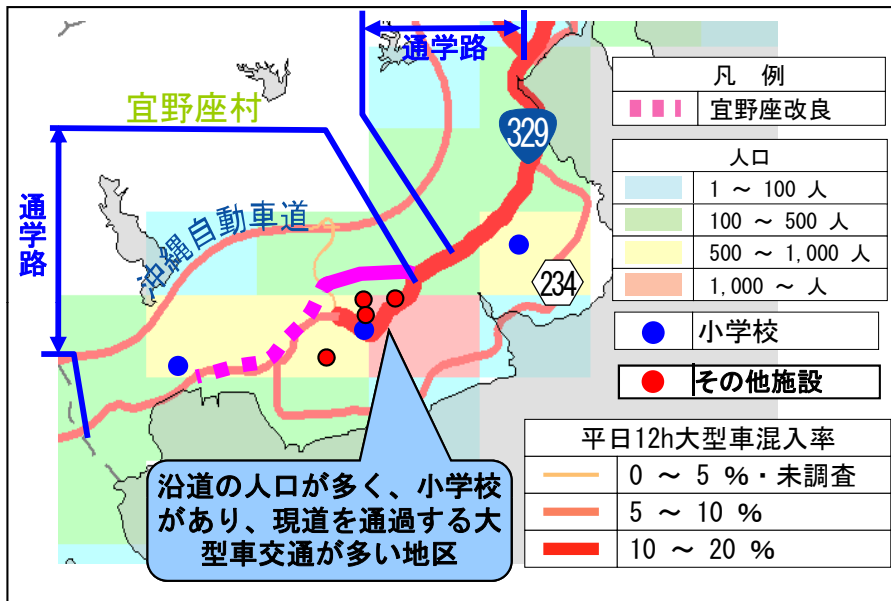 通学路
宜野座村
329
通学路
沖縄自動車道
234
凡 例
宜野座改良
人口
1 ～ 100 人
100 ～ 500 人
500 ～ 1,000 人
1,000 ～ 人
小学校
その他施設
平日12h大型車混入率
0 ～ 5 %・未調査
5 ～ 10 %
10 ～ 20 %
沿道の人口が多く、小学校
があり、現道を通過する大
型車交通が多い地区